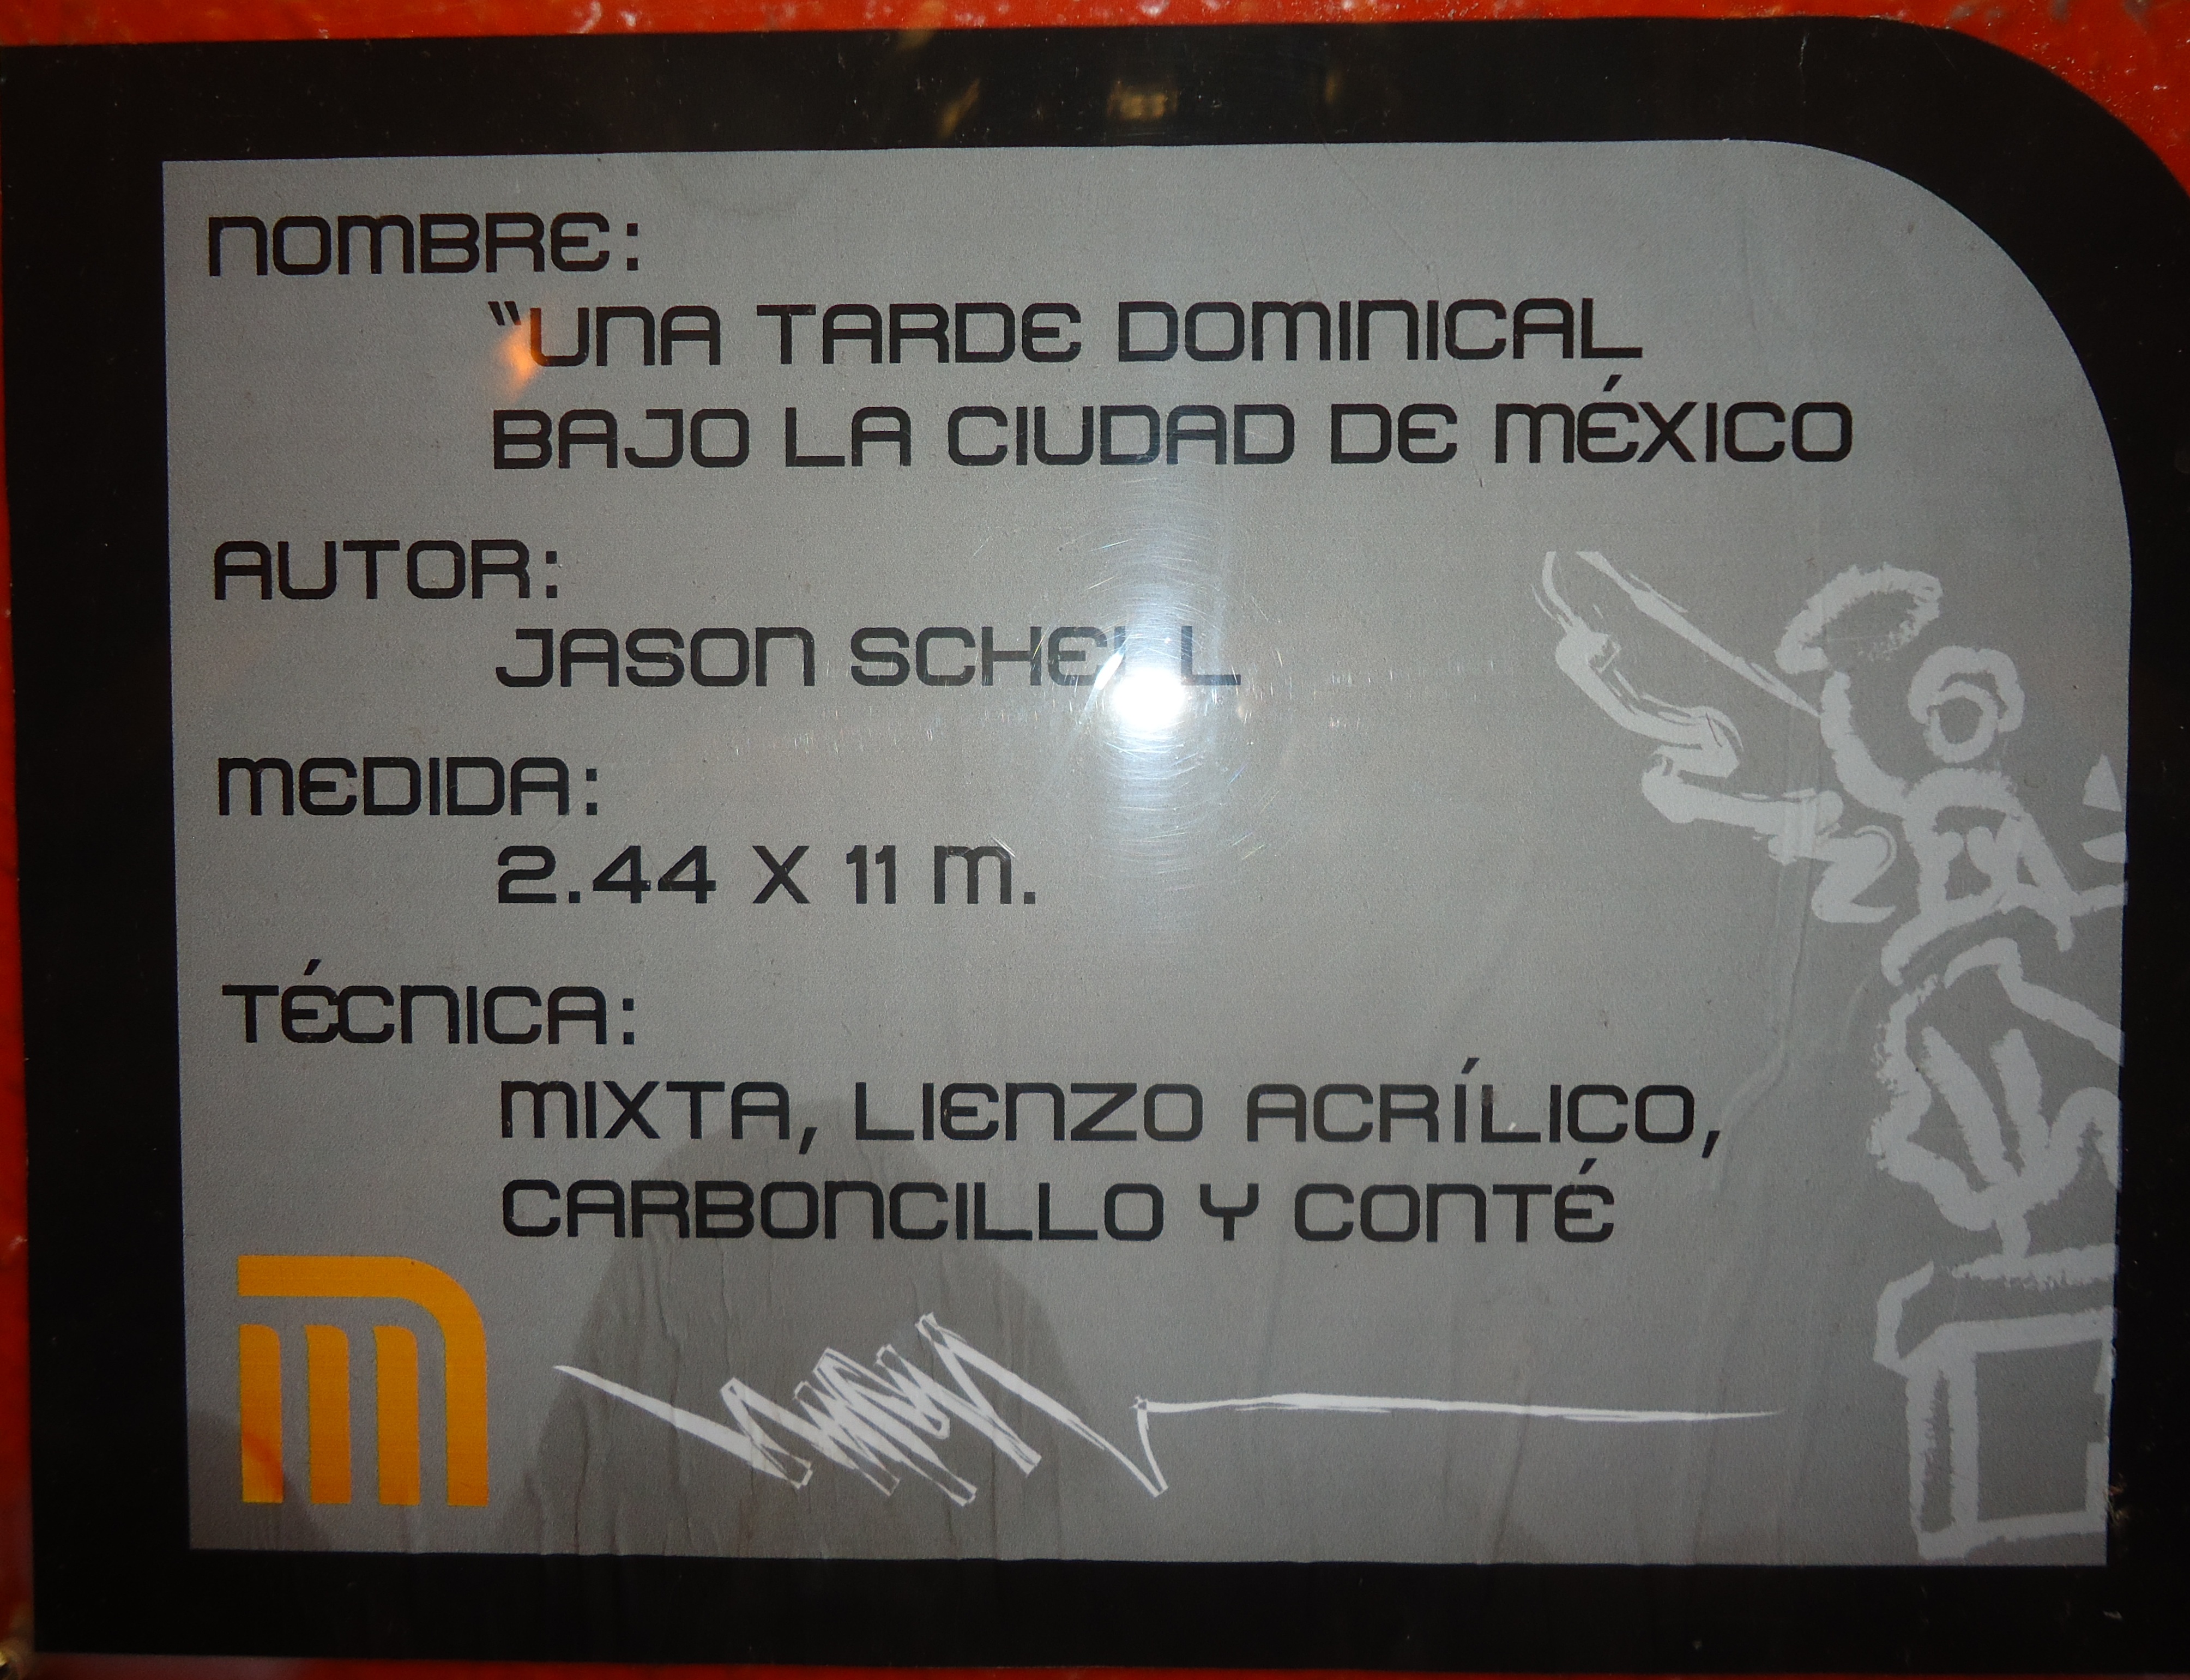 NOMBRE:
“UNA TARDE DOMINICAL
BAJO LA CIUDAD DE MÉXICO
AUTOR:
JASON SCHELL
MEDIDA:
2.44 X 11 M.
TÉCNICA:
MIXTA, LIENZO ACRÍLICO,
CARBONCILLO Y CONTÉ